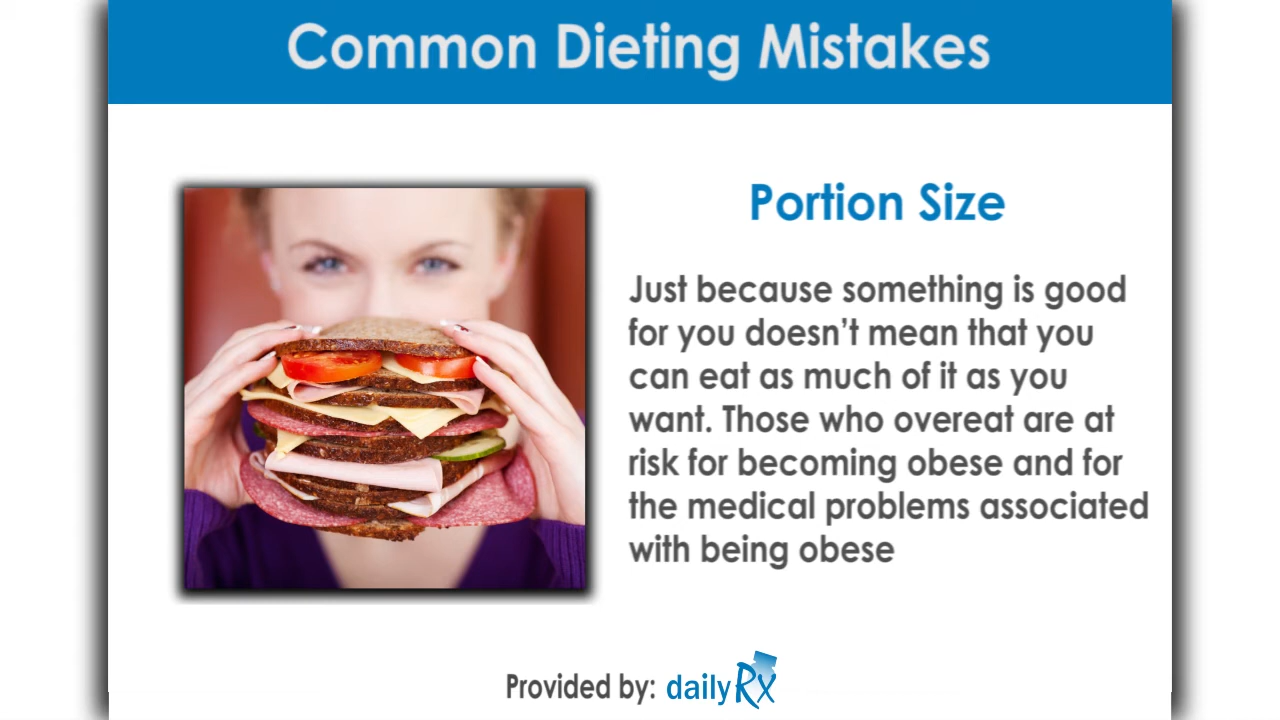 Common Dieting Mistakes
Portion Size
Just because something is good
for you doesn't mean that you
can eat as much of it as you
want. Those who overeat are at
risk for becoming obese and for
the medical problems associated
with being obese
Provided by: dailyRx